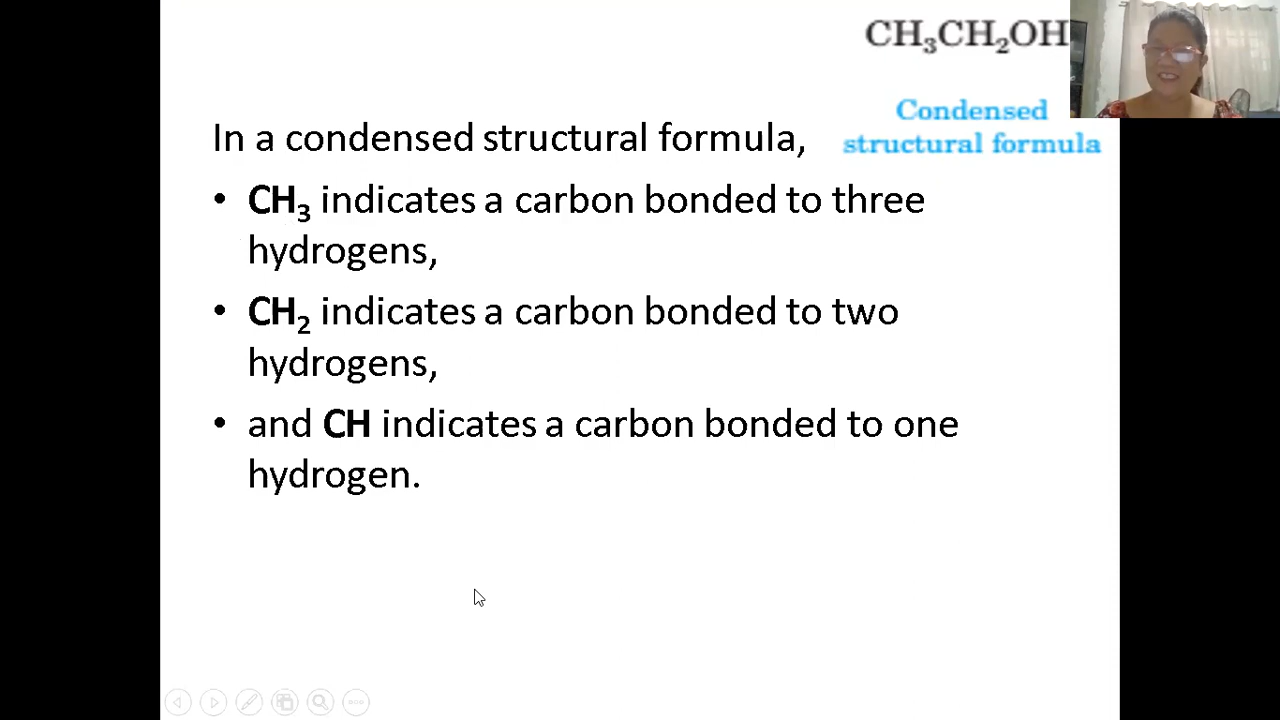 CH₃CH₂OH
Condensed
structural formula
In a condensed structural formula,
• CH₃ indicates a carbon bonded to three
hydrogens,
• CH₂ indicates a carbon bonded to two
hydrogens,
• and CH indicates a carbon bonded to one
hydrogen.